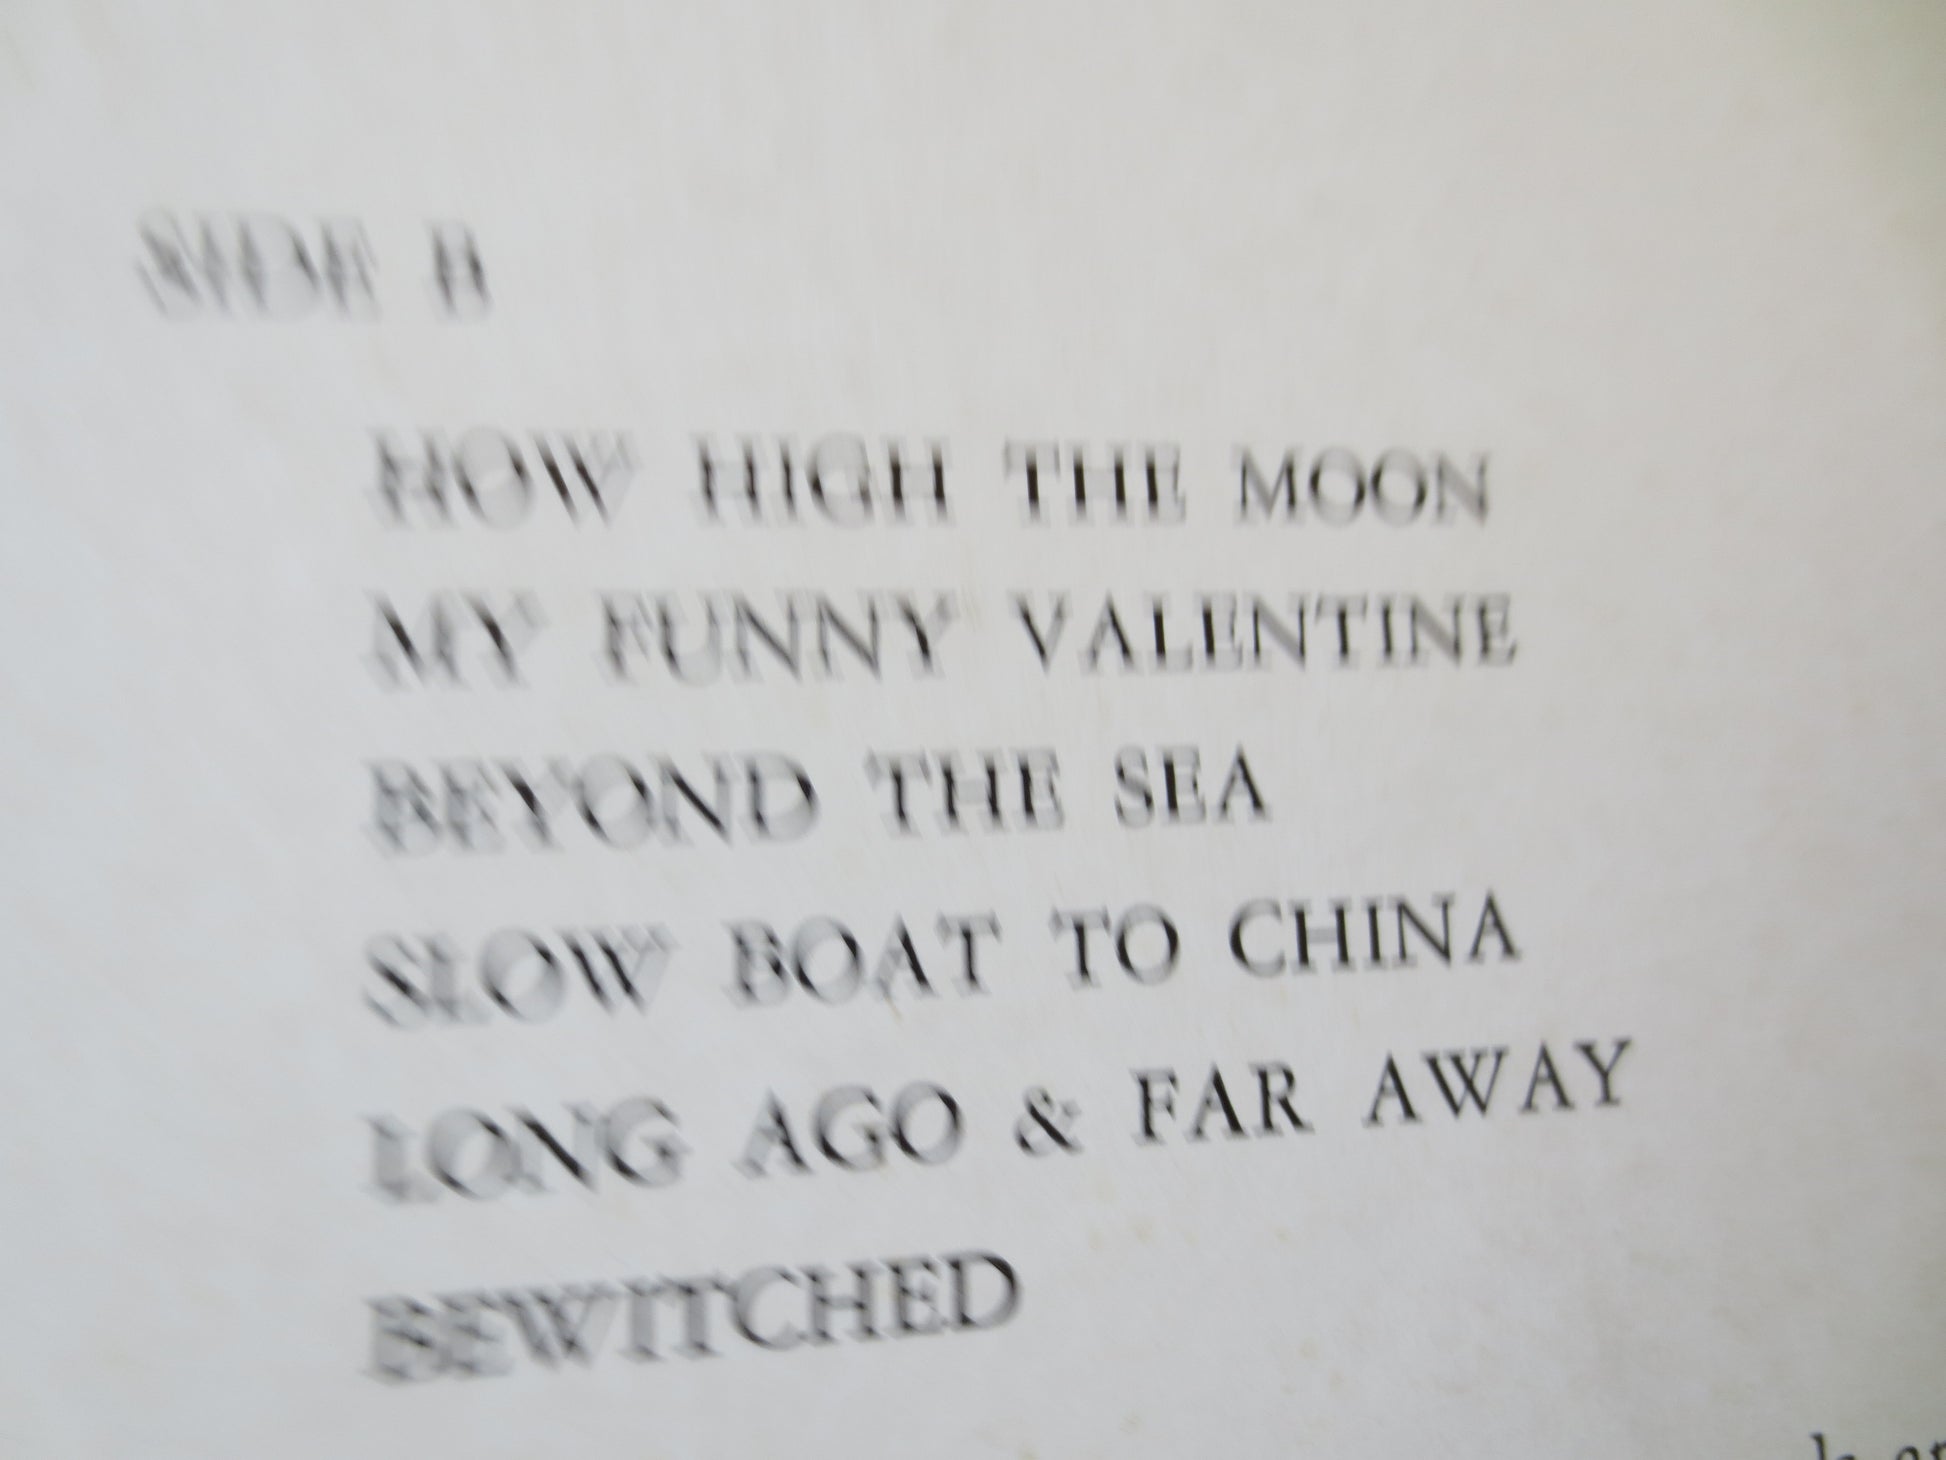 SIDE B
HOW HIGH THE MOON
MY FUNNY VALENTINE
BEYOND THE SEA
SLOW BOAT TO CHINA
LONG AGO & FAR AWAY
BEWITCHED